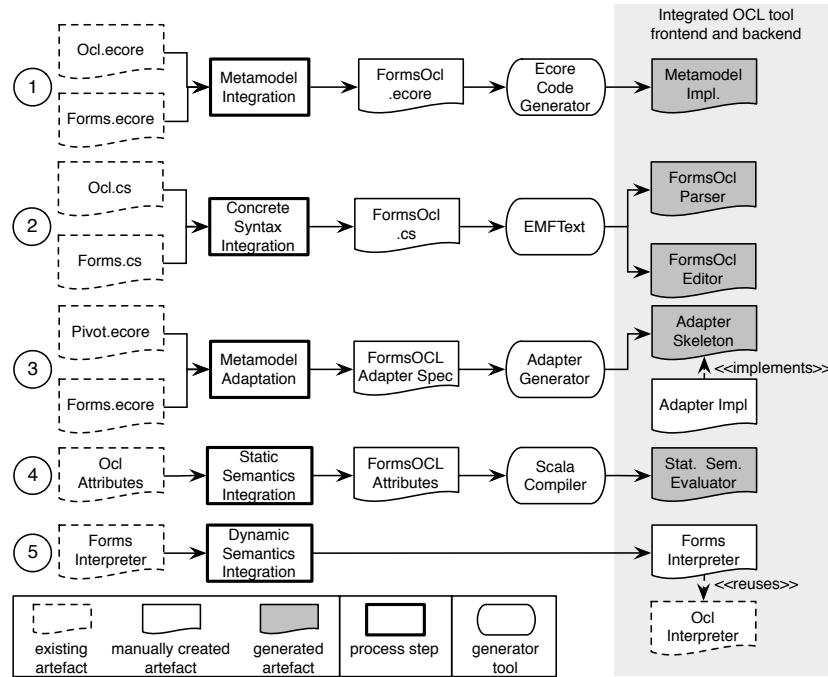 Integrated OCL tool
frontend and backend
1
Ocl.ecore
Forms.ecore
Metamodel
Integration
FormsOcl
.ecore
Ecore
Code
Generator
Metamodel
Impl.
2
Ocl.cs
Forms.cs
Concrete
Syntax
Integration
FormsOcl
.cs
EMFText
FormsOcl
Parser
FormsOcl
Editor
3
Pivot.ecore
Forms.ecore
Metamodel
Adaptation
FormsOCL
Adapter Spec
Adapter
Generator
Adapter
Skeleton
<<implements>>
Adapter Impl
4
Ocl
Attributes
Static
Semantics
Integration
FormsOCL
Attributes
Scala
Compiler
Stat. Sem.
Evaluator
5
Forms
Interpreter
Dynamic
Semantics
Integration
Forms
Interpreter
<<reuses>>
Ocl
Interpreter
existing
artefact
manually created
artefact
generated
artefact
process step
generator
tool